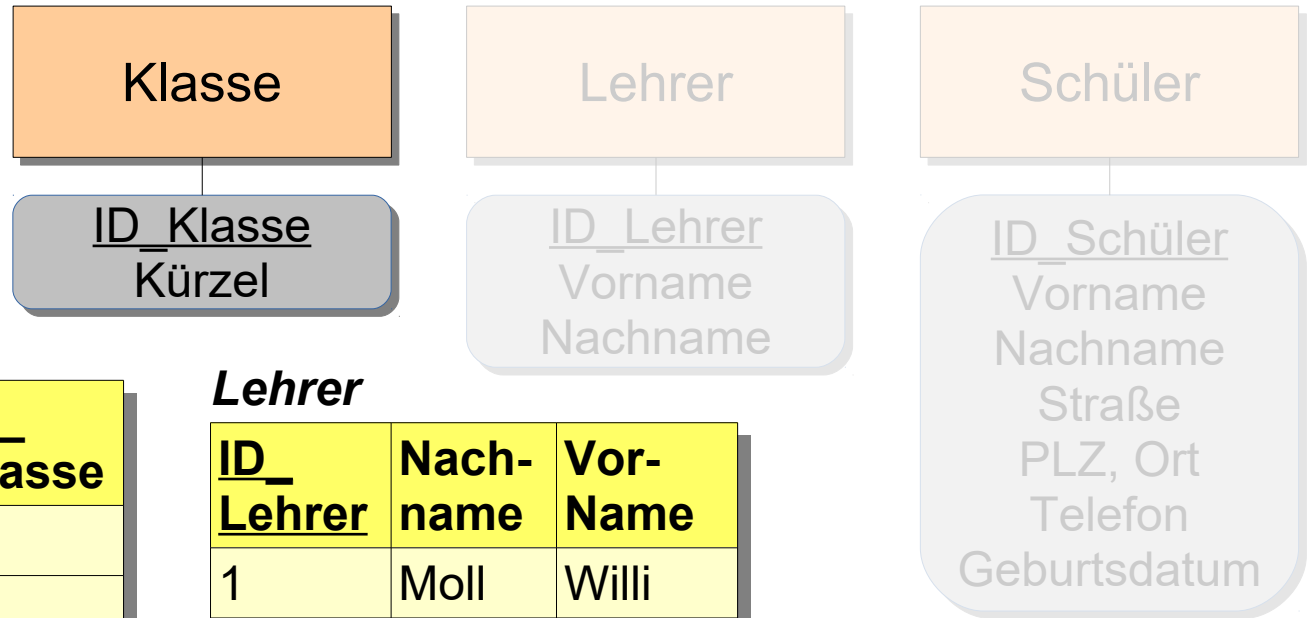 Klasse
Lehrer
Schüler
ID_Klasse
Kürzel
ID_Lehrer
Vorname
Nachname
ID_Schüler
Vorname
Nachname
Straße
PLZ, Ort
Telefon
Geburtsdatum
_
asse
Lehrer
ID_
Lehrer
Nach-
name
Vor-
Name
1
Moll
Willi